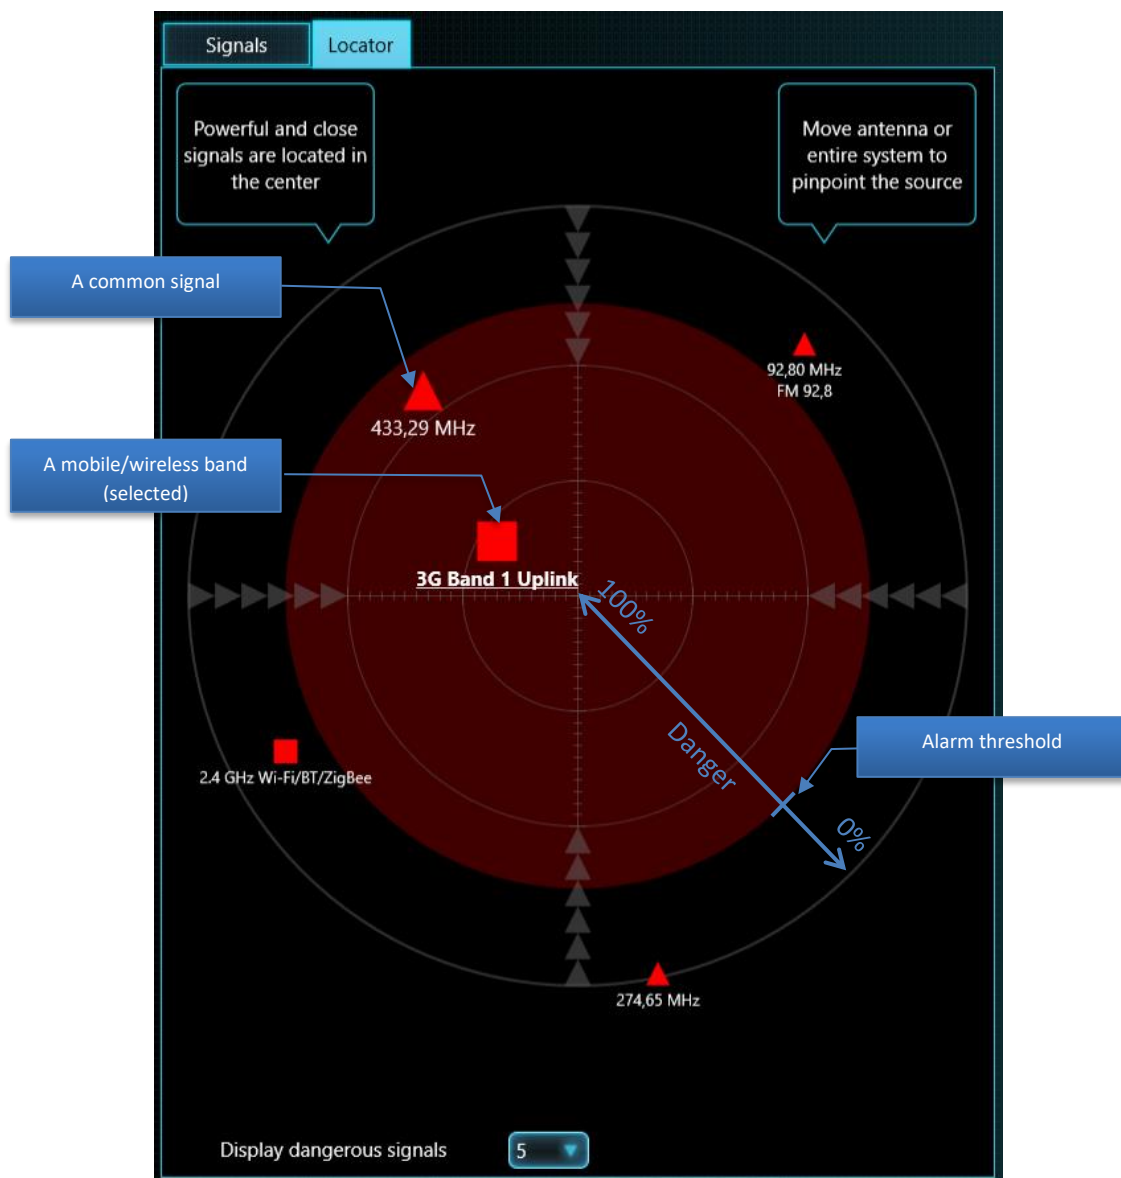 Signals
Locator
Powerful and close
signals are located in
the center
Move antenna or
entire system to
pinpoint the source
A common signal
92,80 MHz
FM 92,8
433,29 MHz
A mobile/wireless band
(selected)
3G Band 1 Uplink
100%
Danger
Alarm threshold
2.4 GHz Wi-Fi/BT/ZigBee
0%
274,65 MHz
Display dangerous signals
5